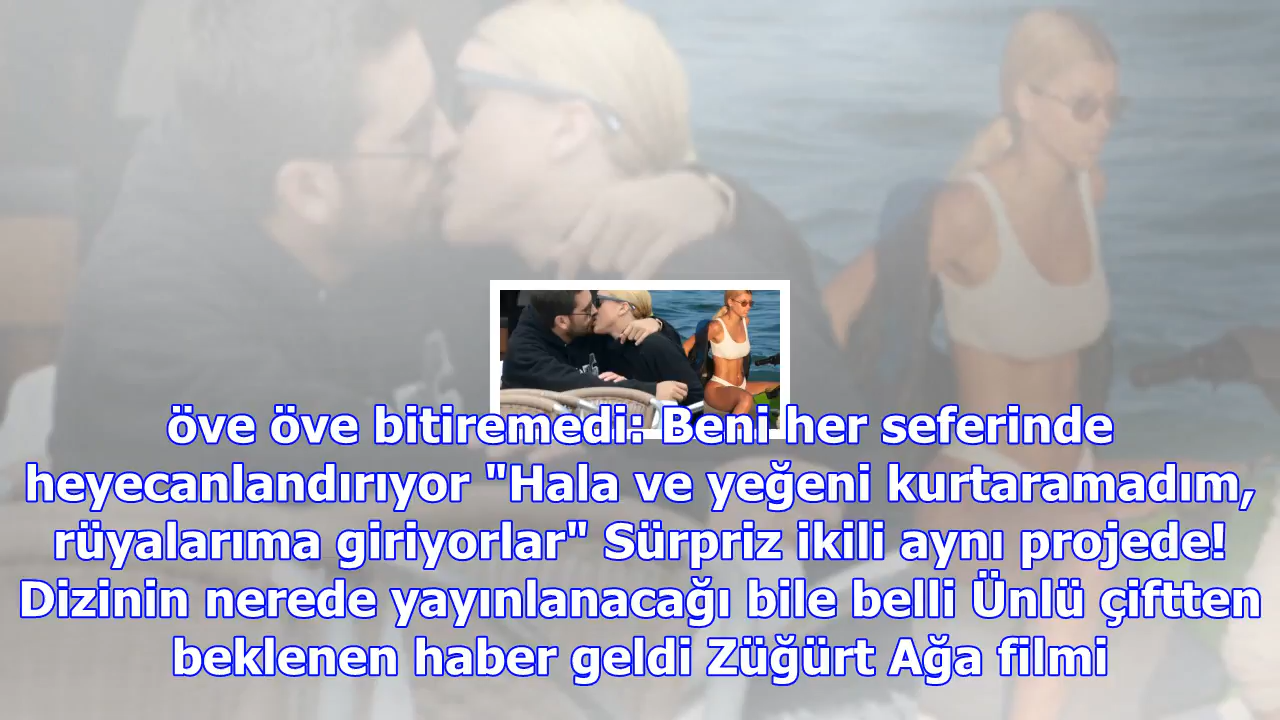 öve öve bitiremedi: Beni her seferinde
heyecanlandırıyor "Hala ve yeğeni kurtaramadım,
rüyalarıma giriyorlar" Sürpriz ikili aynı projede!
Dizinin nerede yayınlanacağı bile belli Ünlü çiftten
beklenen haber geldi Züğürt Ağa filmi